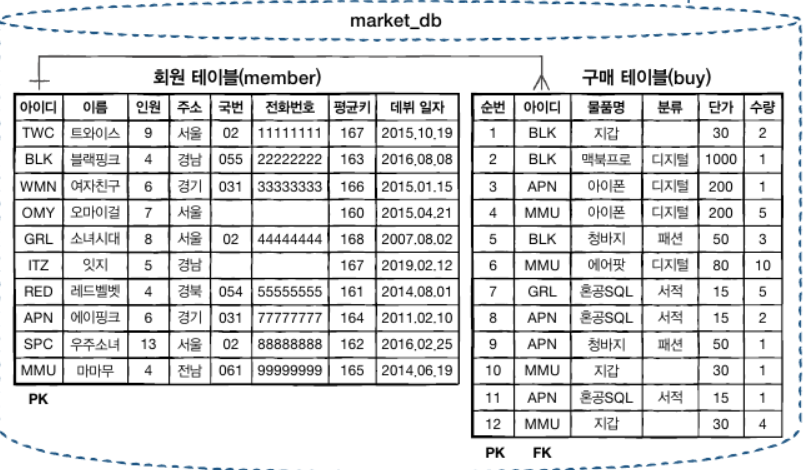 market_db
회원 테이블(member)
아이디 이름 인원 주소 국번 전화번호 평균키 데뷔 일자
TWC 트와이스 9 서울 02 11111111 167 2015.10.19
BLK 블랙핑크 4 경남 055 22222222 163 2016.08.08
WMN 여자친구 6 경기 031 33333333 166 2015.01.15
OMY 오마이걸 7 서울 160 2015.04.21
GRL 소녀시대 8 서울 02 44444444 168 2007.08.02
ITZ 잇지 5 경남 167 2019.02.12
RED 레드벨벳 4 경북 054 55555555 161 2014.08.01
APN 에이핑크 6 경기 031 77777777 164 2011.02.10
SPC 우주소녀 13 서울 02 88888888 162 2016.02.25
MMU 마마무 4 전남 061 99999999 165 2014.06.19
PK
구매 테이블(buy)
순번 아이디 물품명 분류 단가 수량
1 BLK 지갑 30 2
2 BLK 맥북프로 디지털 1000 1
3 APN 아이폰 디지털 200 1
4 MMU 아이폰 디지털 200 5
5 BLK 청바지 패션 50 3
6 MMU 에어팟 디지털 80 10
7 GRL 혼공SQL 서적 15 5
8 APN 혼공SQL 서적 15 2
9 APN 청바지 패션 50 1
10 MMU 지갑 30 1
11 APN 혼공SQL 서적 15 1
12 MMU 지갑 30 4
PK FK